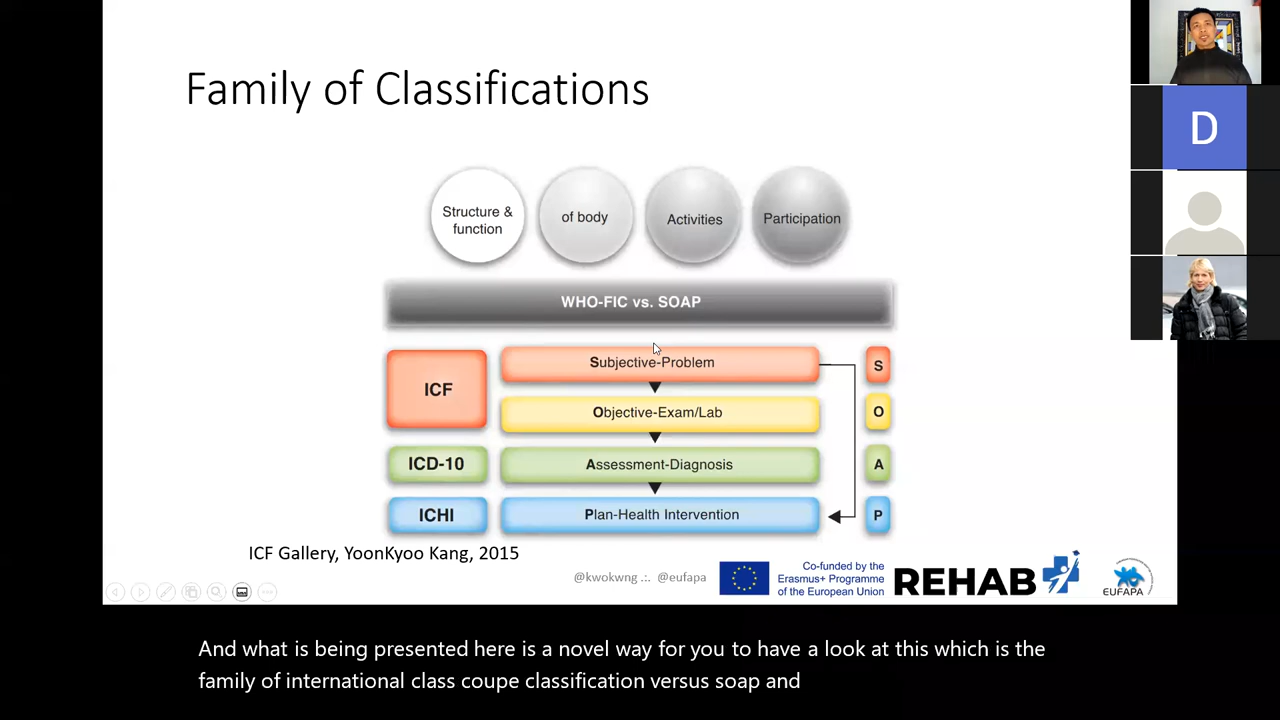 Family of Classifications
D
Structure &
function
of body
Activities
Participation
WHO-FIC vs. SOAP
ICF
Subjective-Problem
S
Objective-Exam/Lab
O
ICD-10
Assessment-Diagnosis
A
ICHI
Plan-Health Intervention
P
ICF Gallery, YoonKyoo Kang, 2015
@kwokwng .:. @eufapa
Co-funded by the
Erasmus+ Programme
of the European Union
REHAB
EUFAPA
And what is being presented here is a novel way for you to have a look at this which is the
family of international class coupe classification versus soap and